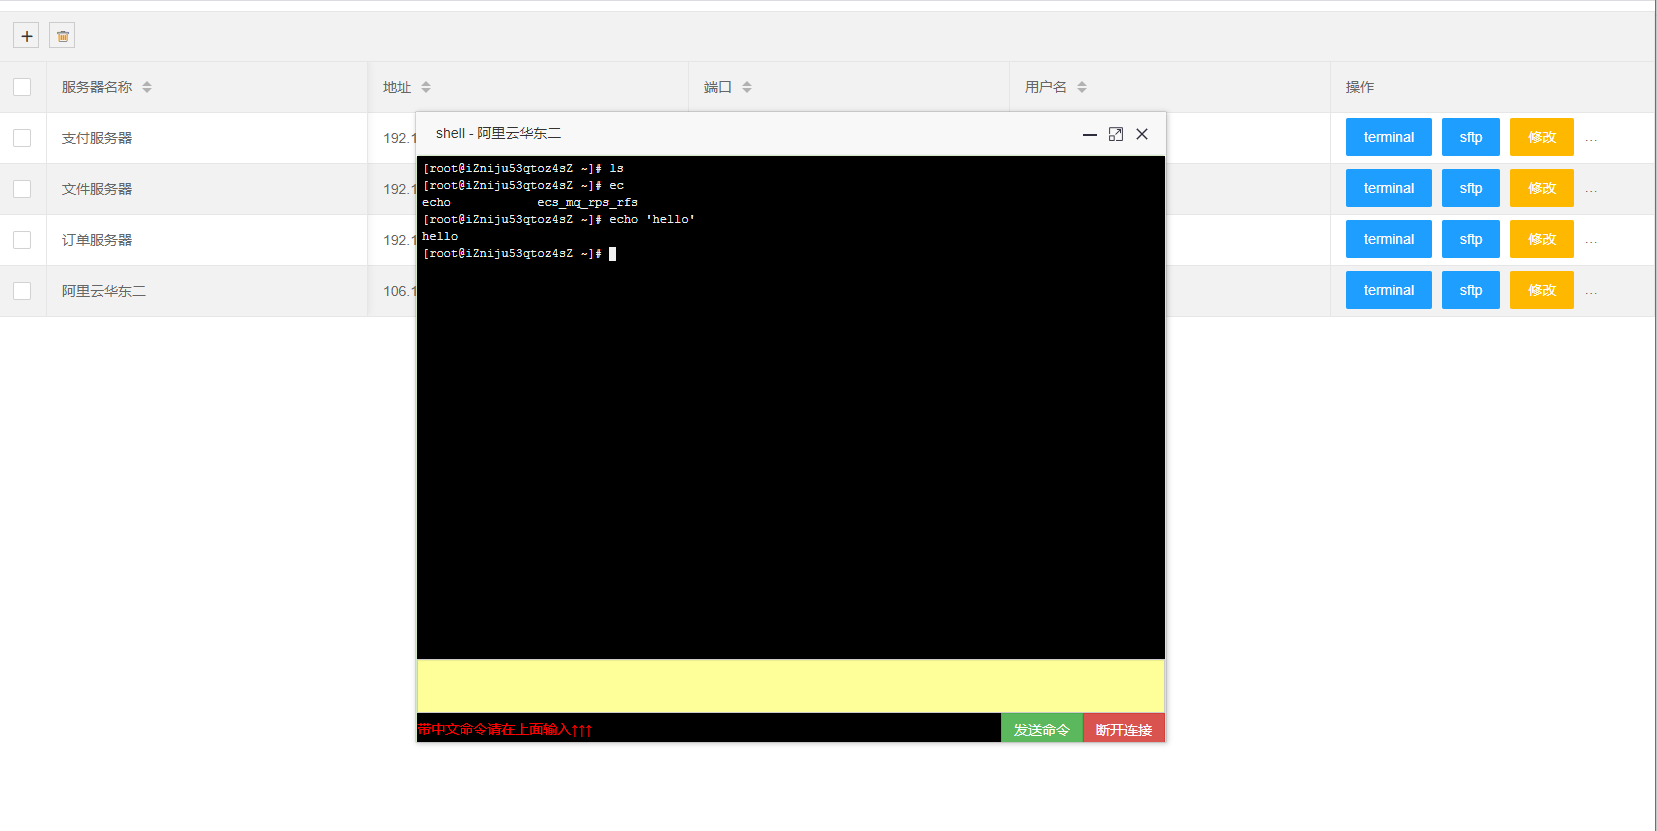 服务器名称 地址 端口 用户名 操作
支付服务器 192.1 terminal sftp 修改 ...
文件服务器 192.1 terminal sftp 修改 ...
订单服务器 192.1 terminal sftp 修改 ...
阿里云华东二 106.1 terminal sftp 修改 ...
shell - 阿里云华东二
[root@iZniju53qtoz4sZ ~]# ls
[root@iZniju53qtoz4sZ ~]# ec
echo ecs_mq_rps_rfs
[root@iZniju53qtoz4sZ ~]# echo 'hello'
hello
[root@iZniju53qtoz4sZ ~]#
带中文命令请在上面输入↑↑↑ 发送命令 断开连接